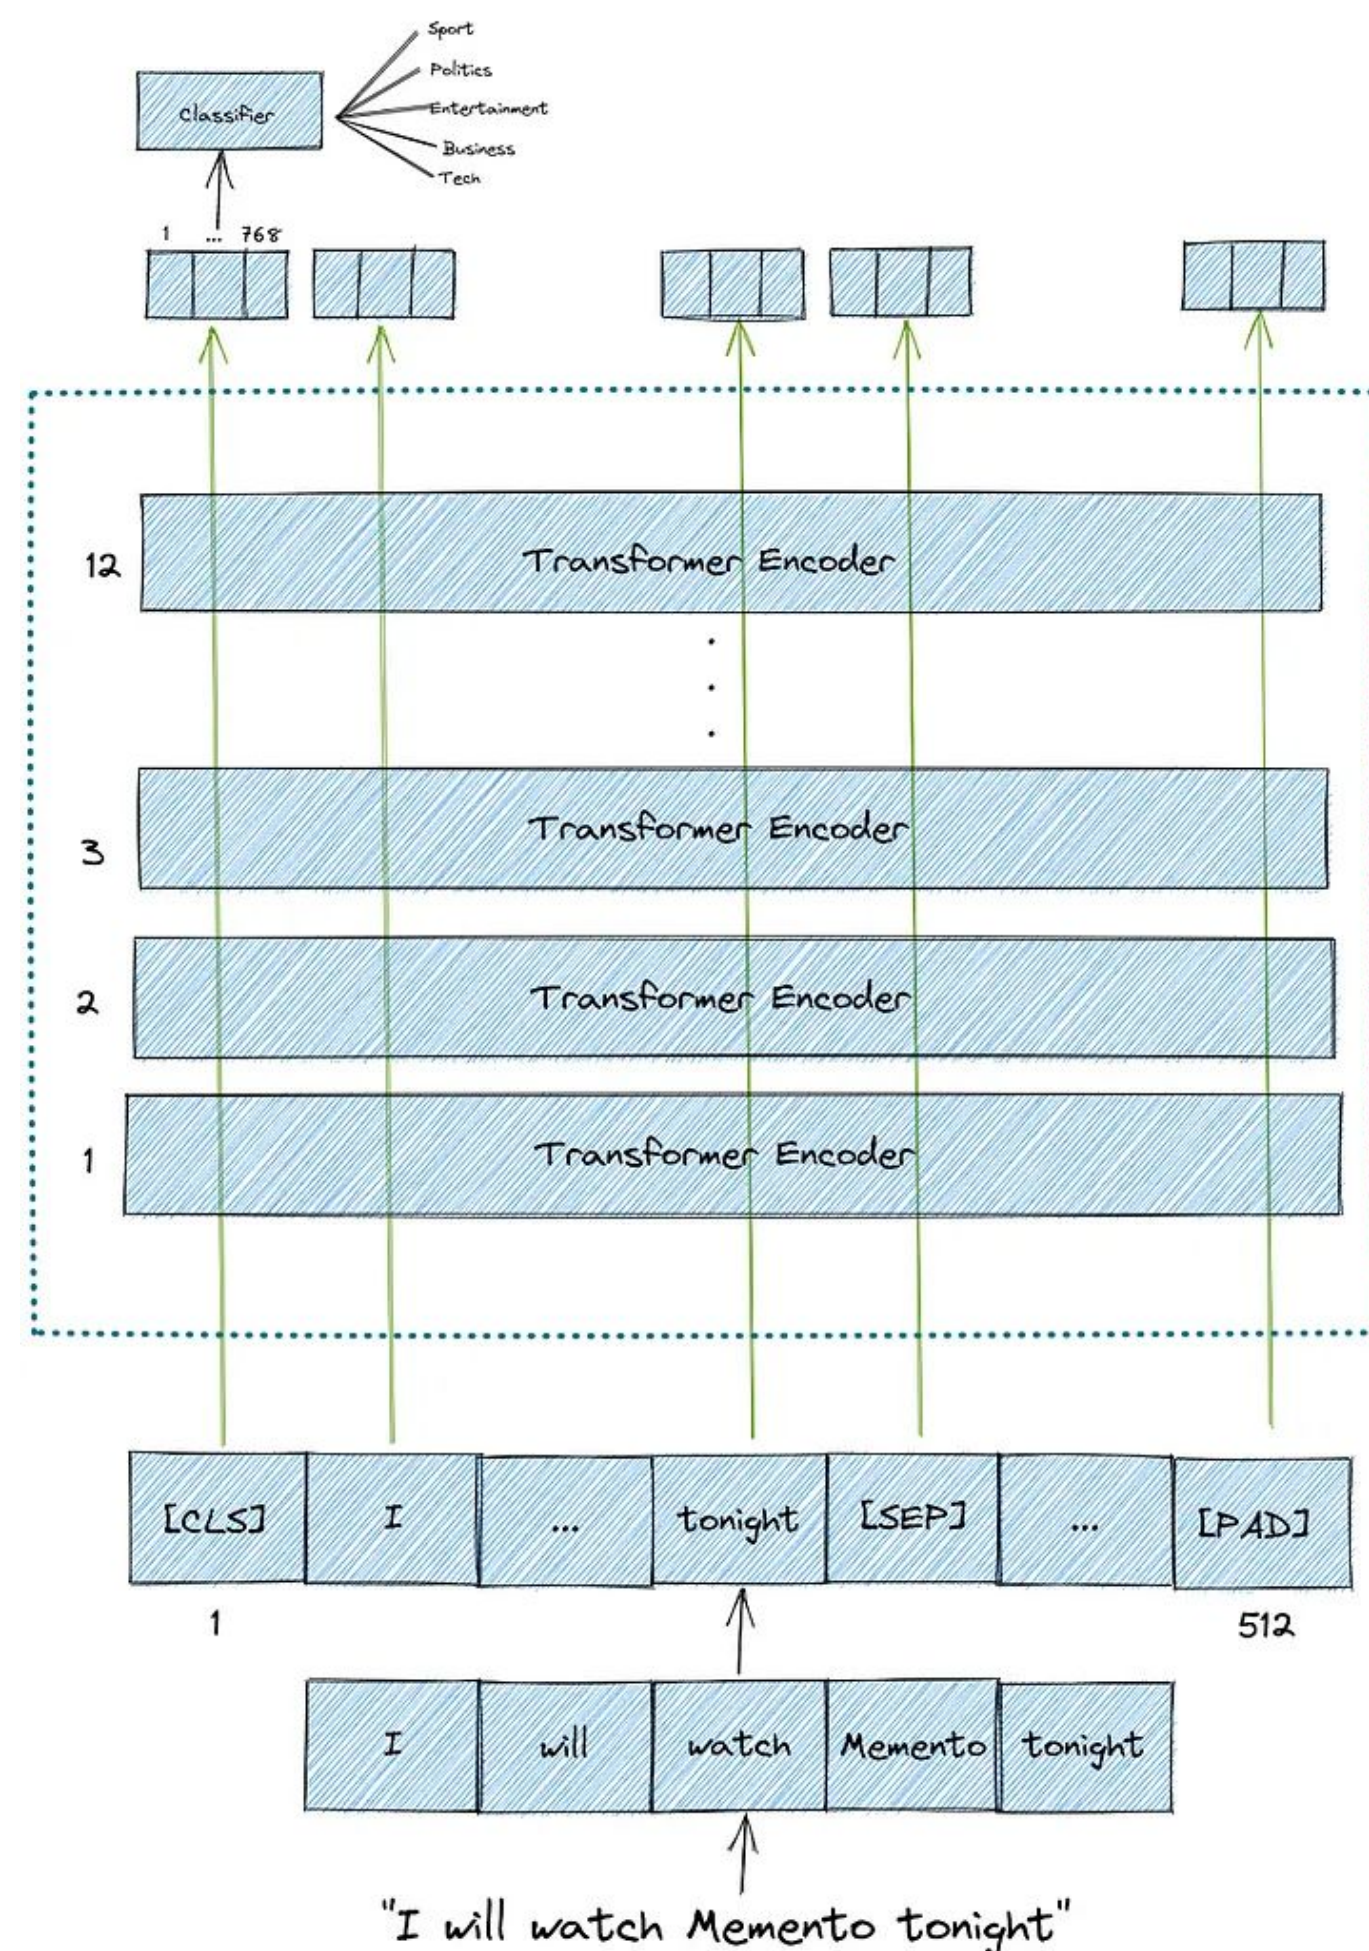 Sport
Politics
Classifier
Entertainment
Business
Tech
1 ... 768
12 Transformer Encoder
.
.
.
3 Transformer Encoder
2 Transformer Encoder
1 Transformer Encoder
[CLS] I ... tonight [SEP] ... [PAD]
1 512
I will watch Memento tonight
"I will watch Memento tonight"